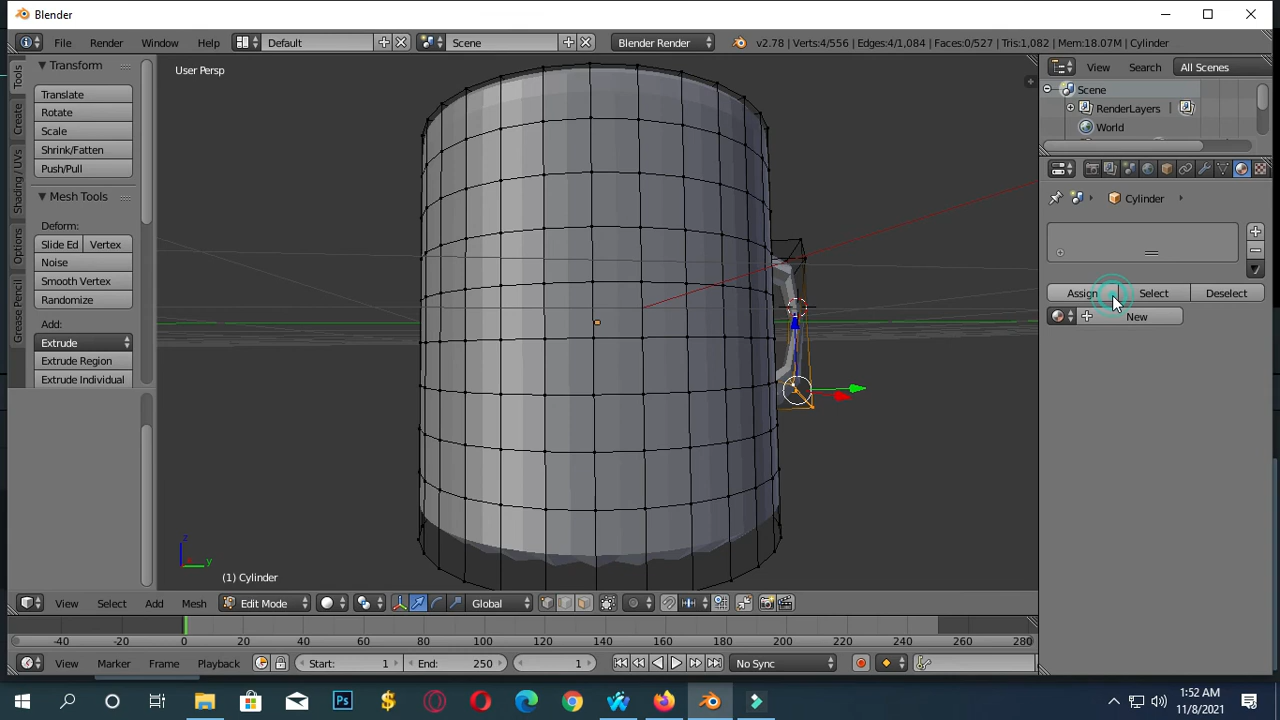 Blender
File Render Window Help Default Scene Blender Render v2.78 | Verts:4/556 | Edges:4/1,084 | Faces:0/527 | Tris:1,082 | Mem:18.07M | Cylinder
Tools
Create
Shading / UVs
Options
Grease Pencil
Transform
Translate
Rotate
Scale
Shrink/Fatten
Push/Pull
Mesh Tools
Deform:
Slide Ed Vertex
Noise
Smooth Vertex
Randomize
Add:
Extrude
Extrude Region
Extrude Individual
User Persp
z
y
(1) Cylinder
View Search All Scenes
Scene
RenderLayers |
World
Cylinder
Assign Select Deselect
New
View Select Add Mesh Edit Mode Global
-40 -20 0 20 40 60 80 100 120 140 160 180 200 220 240 260 280
View Marker Frame Playback Start: 1 End: 250 1 No Sync
Ps
1:52 AM
11/8/2021